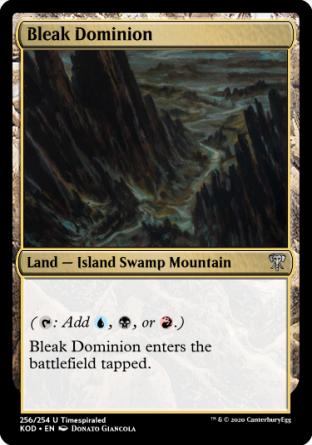 Bleak Dominion
Land — Island Swamp Mountain
( : Add , , or .)
Bleak Dominion enters the
battlefield tapped.
256/254 U Timespiraled
KOD • EN Donato Giancola
™ & © 2020 CanterburyEgg